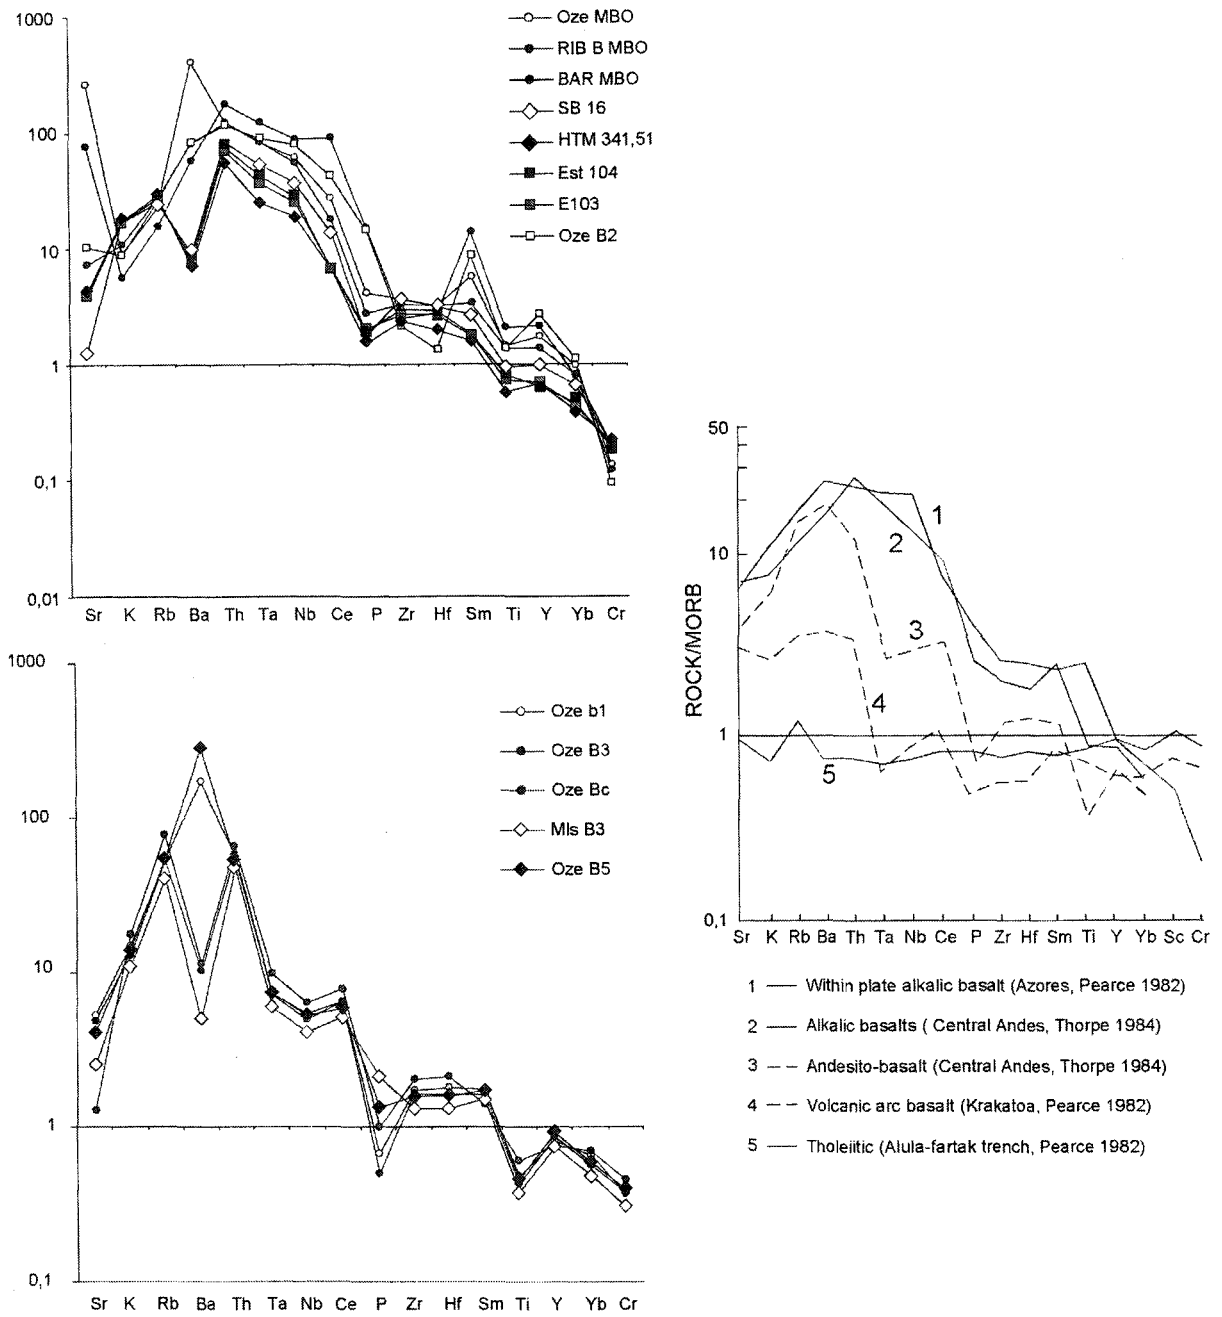 1000
100
10
1
0,1
0,01
Oze MBO
RIB B MBO
BAR MBO
SB 16
HTM 341,51
Est 104
E103
Oze B2
Sr K Rb Ba Th Ta Nb Ce P Zr Hf Sm Ti Y Yb Cr
1000
100
10
1
0,1
Oze b1
Oze B3
Oze Bc
Mls B3
Oze B5
Sr K Rb Ba Th Ta Nb Ce P Zr Hf Sm Ti Y Yb Cr
ROCK/MORB
50
10
1
0,1
1
2
3
4
5
Sr K Rb Ba Th Ta Nb Ce P Zr Hf Sm Ti Y Yb Sc Cr
1 Within plate alkalic basalt (Azores, Pearce 1982)
2 Alkalic basalts ( Central Andes, Thorpe 1984)
3 Andesito-basalt (Central Andes, Thorpe 1984)
4 Volcanic arc basalt (Krakatoa, Pearce 1982)
5 Tholeiitic (Alula-fartak trench, Pearce 1982)